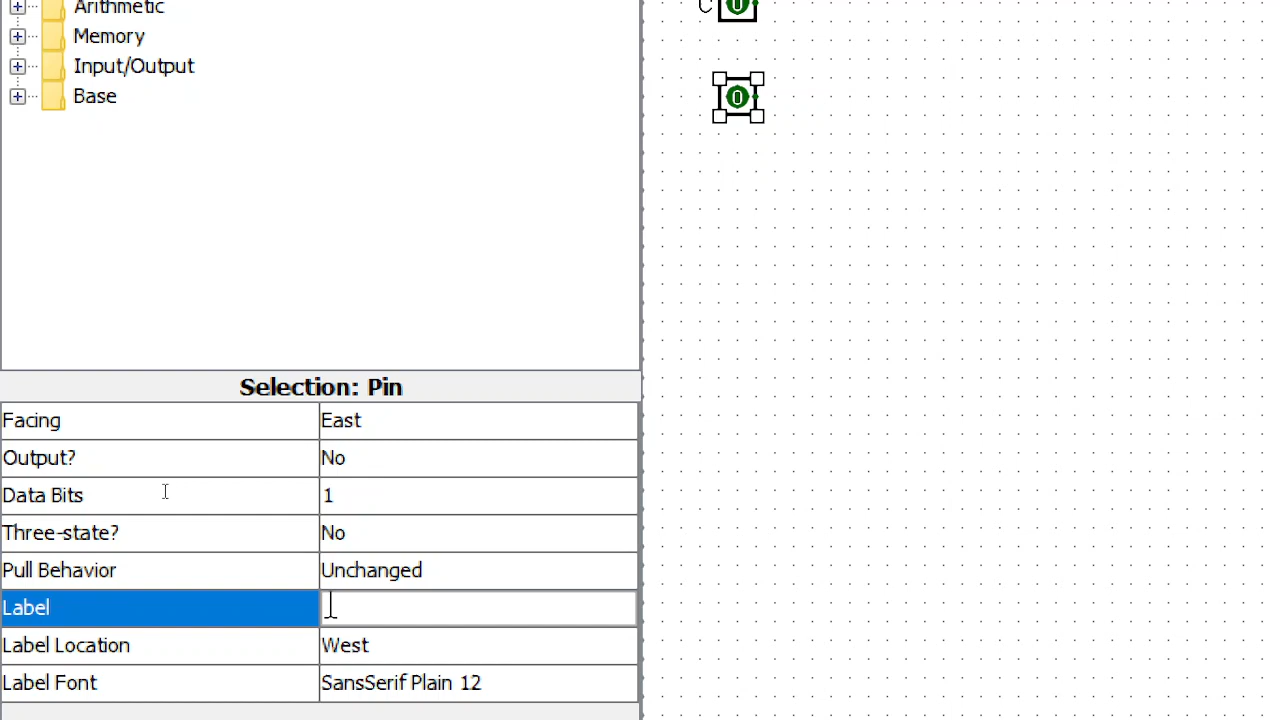 Arithmetic
Memory
Input/Output
Base
C 0
0
Selection: Pin
Facing East
Output? No
Data Bits 1
Three-state? No
Pull Behavior Unchanged
Label
Label Location West
Label Font SansSerif Plain 12